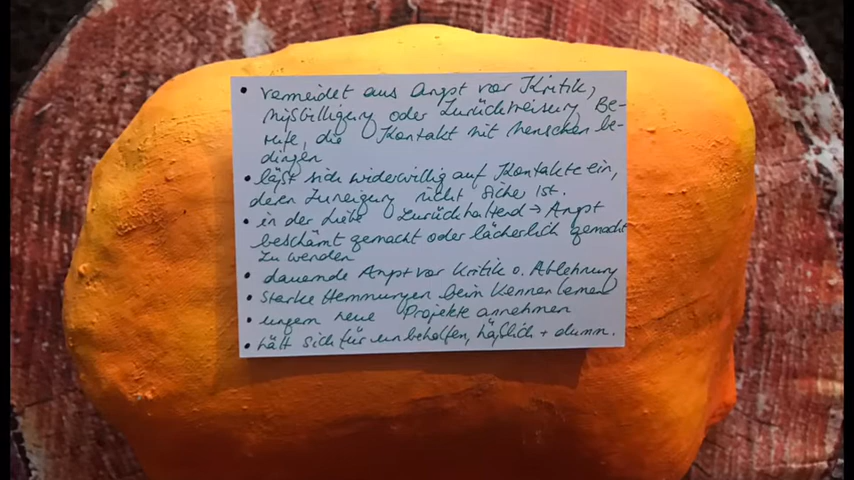 • vermeidet aus Angst vor Kritik,
Mißbilligung oder Zurückweisung Be-
rufe, die Kontakt mit Menschen be-
dingen
• läßt sich widerwillig auf Kontakte ein,
deren Zuneigung nicht sicher ist.
• in der Liebe zurückhaltend → Angst
beschämt gemacht oder lächerlich gemacht
zu werden
• dauernde Angst vor Kritik o. Ablehnung
• starke Hemmungen beim Kennenlernen
• ungern neue Projekte annehmen
• hält sich für unbeholfen, häßlich + dumm.